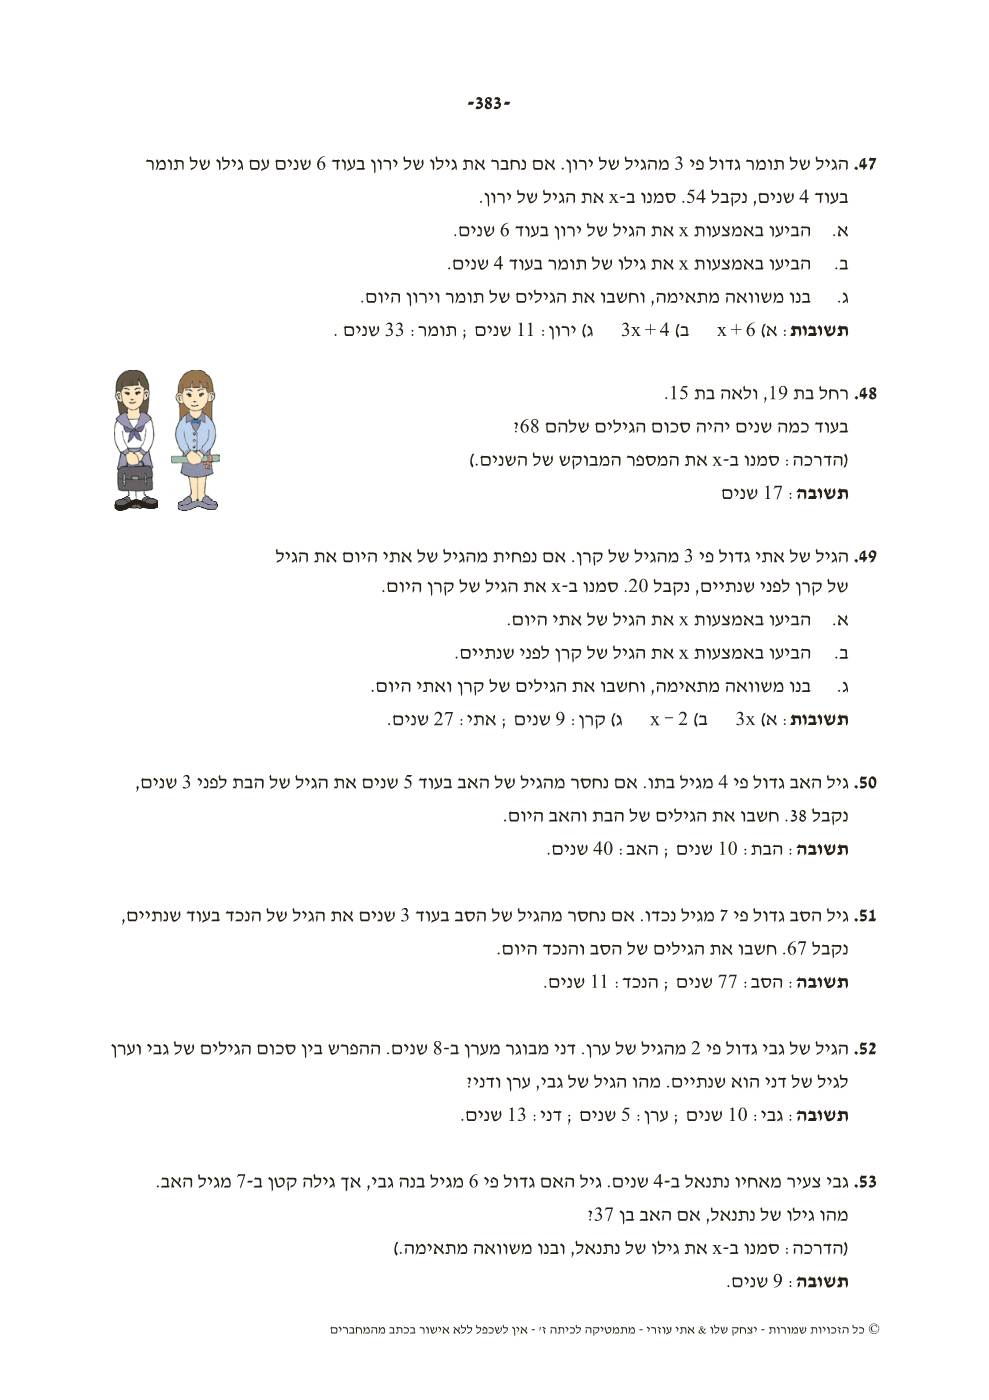 -383-
47. הגיל של תומר גדול פי 3 מהגיל של ירון. אם נחבר את גילו של ירון בעוד 6 שנים עם גילו של תומר
בעוד 4 שנים, נקבל 54. סמנו ב-x את הגיל של ירון.
א. הביעו באמצעות x את הגיל של ירון בעוד 6 שנים.
ב. הביעו באמצעות x את גילו של תומר בעוד 4 שנים.
ג. בנו משוואה מתאימה, וחשבו את הגילים של תומר וירון היום.
תשובות: א) x + 6 ב) 3x + 4 ג) ירון: 11 שנים ; תומר: 33 שנים .
48. רחל בת 19, ולאה בת 15.
בעוד כמה שנים יהיה סכום הגילים שלהם 68?
(הדרכה: סמנו ב-x את המספר המבוקש של השנים.)
תשובה: 17 שנים
49. הגיל של אתי גדול פי 3 מהגיל של קרן. אם נפחית מהגיל של אתי היום את הגיל
של קרן לפני שנתיים, נקבל 20. סמנו ב-x את הגיל של קרן היום.
א. הביעו באמצעות x את הגיל של אתי היום.
ב. הביעו באמצעות x את הגיל של קרן לפני שנתיים.
ג. בנו משוואה מתאימה, וחשבו את הגילים של קרן ואתי היום.
תשובות: א) 3x ב) x − 2 ג) קרן: 9 שנים ; אתי: 27 שנים.
50. גיל האב גדול פי 4 מגיל בתו. אם נחסר מהגיל של האב בעוד 5 שנים את הגיל של הבת לפני 3 שנים,
נקבל 38. חשבו את הגילים של הבת והאב היום.
תשובה: הבת: 10 שנים ; האב: 40 שנים.
51. גיל הסב גדול פי 7 מגיל נכדו. אם נחסר מהגיל של הסב בעוד 3 שנים את הגיל של הנכד בעוד שנתיים,
נקבל 67. חשבו את הגילים של הסב והנכד היום.
תשובה: הסב: 77 שנים ; הנכד: 11 שנים.
52. הגיל של גבי גדול פי 2 מהגיל של ערן. דני מבוגר מערן ב-8 שנים. ההפרש בין סכום הגילים של גבי וערן
לגיל של דני הוא שנתיים. מהו הגיל של גבי, ערן ודני?
תשובה: גבי: 10 שנים ; ערן: 5 שנים ; דני: 13 שנים.
53. גבי צעיר מאחיו נתנאל ב-4 שנים. גיל האם גדול פי 6 מגיל בנה גבי, אך גילה קטן ב-7 מגיל האב.
מהו גילו של נתנאל, אם האב בן 37?
(הדרכה: סמנו ב-x את גילו של נתנאל, ובנו משוואה מתאימה.)
תשובה: 9 שנים.
© כל הזכויות שמורות - יצחק שלו & אתי עוזרי - מתמטיקה לכיתה ז' - אין לשכפל ללא אישור בכתב מהמחברים